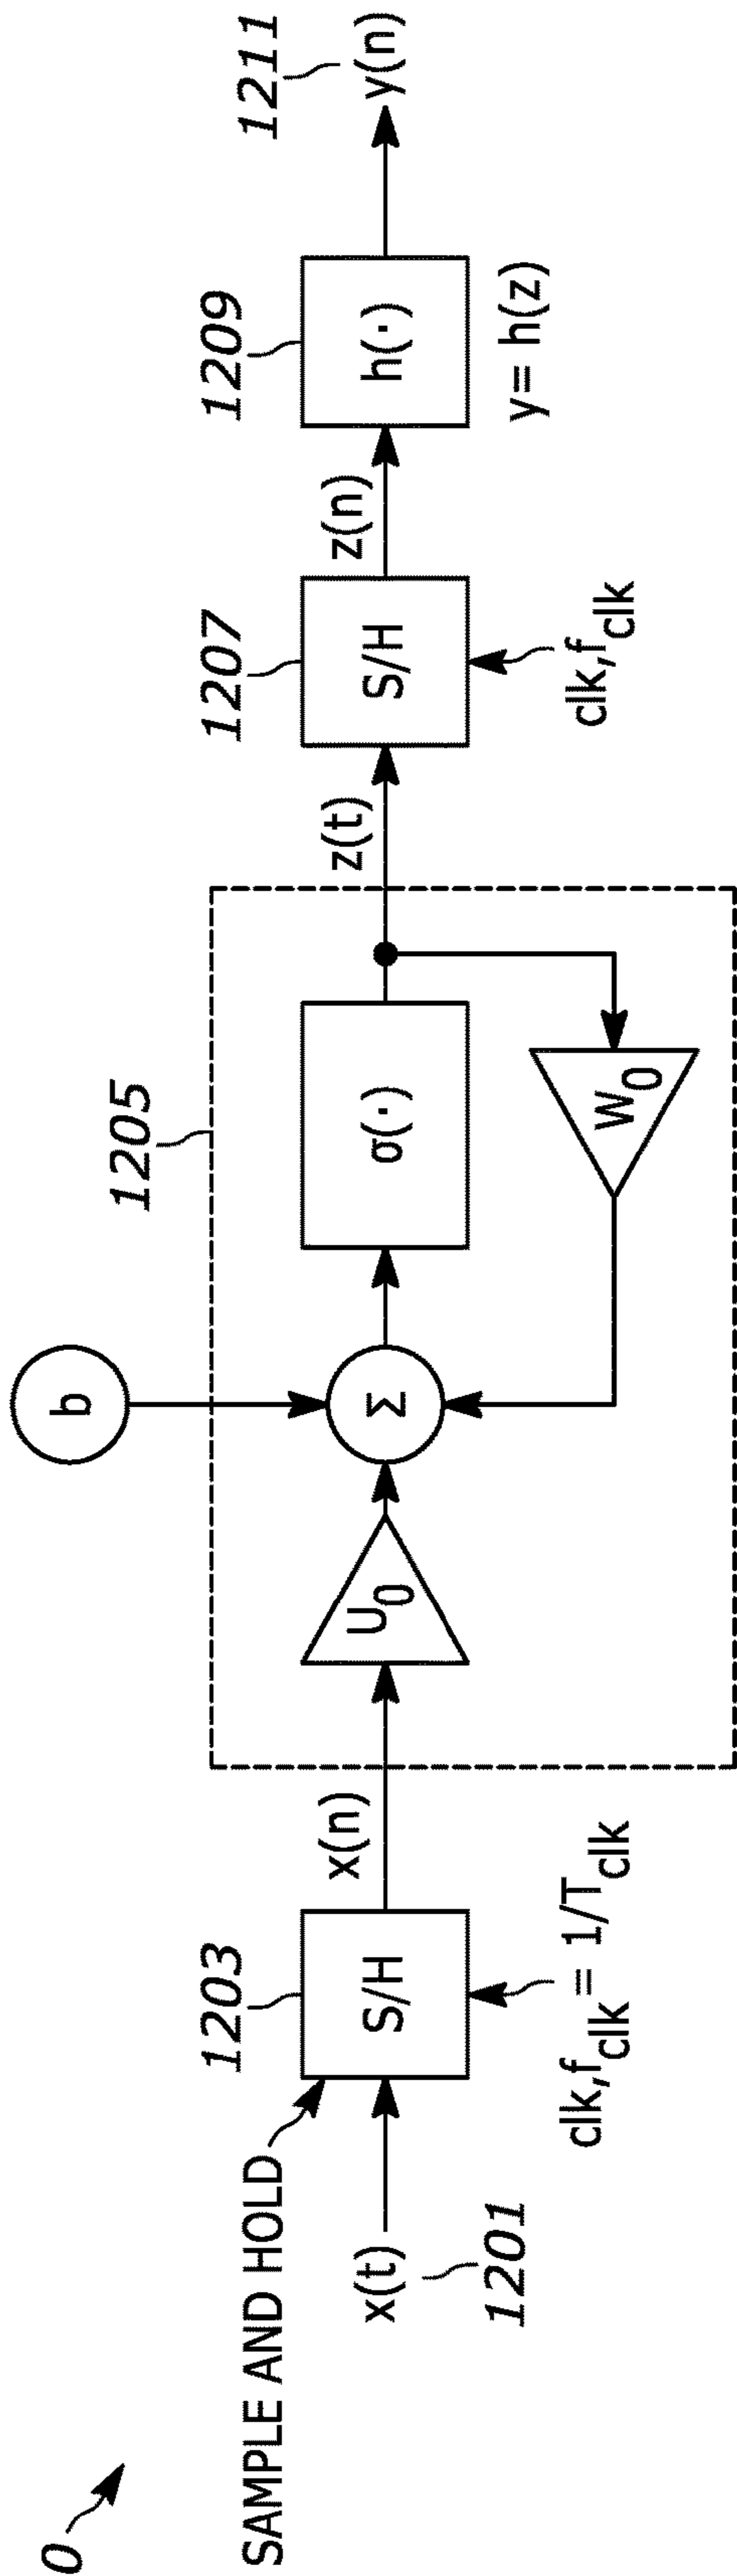 0
SAMPLE AND HOLD
x(t)
1201
1203
S/H
clk,f_clk = 1/T_clk
x(n)
1205
b
U_0
Σ
σ(·)
W_0
z(t)
1207
S/H
clk,f_clk
z(n)
1209
h(·)
y= h(z)
1211
y(n)